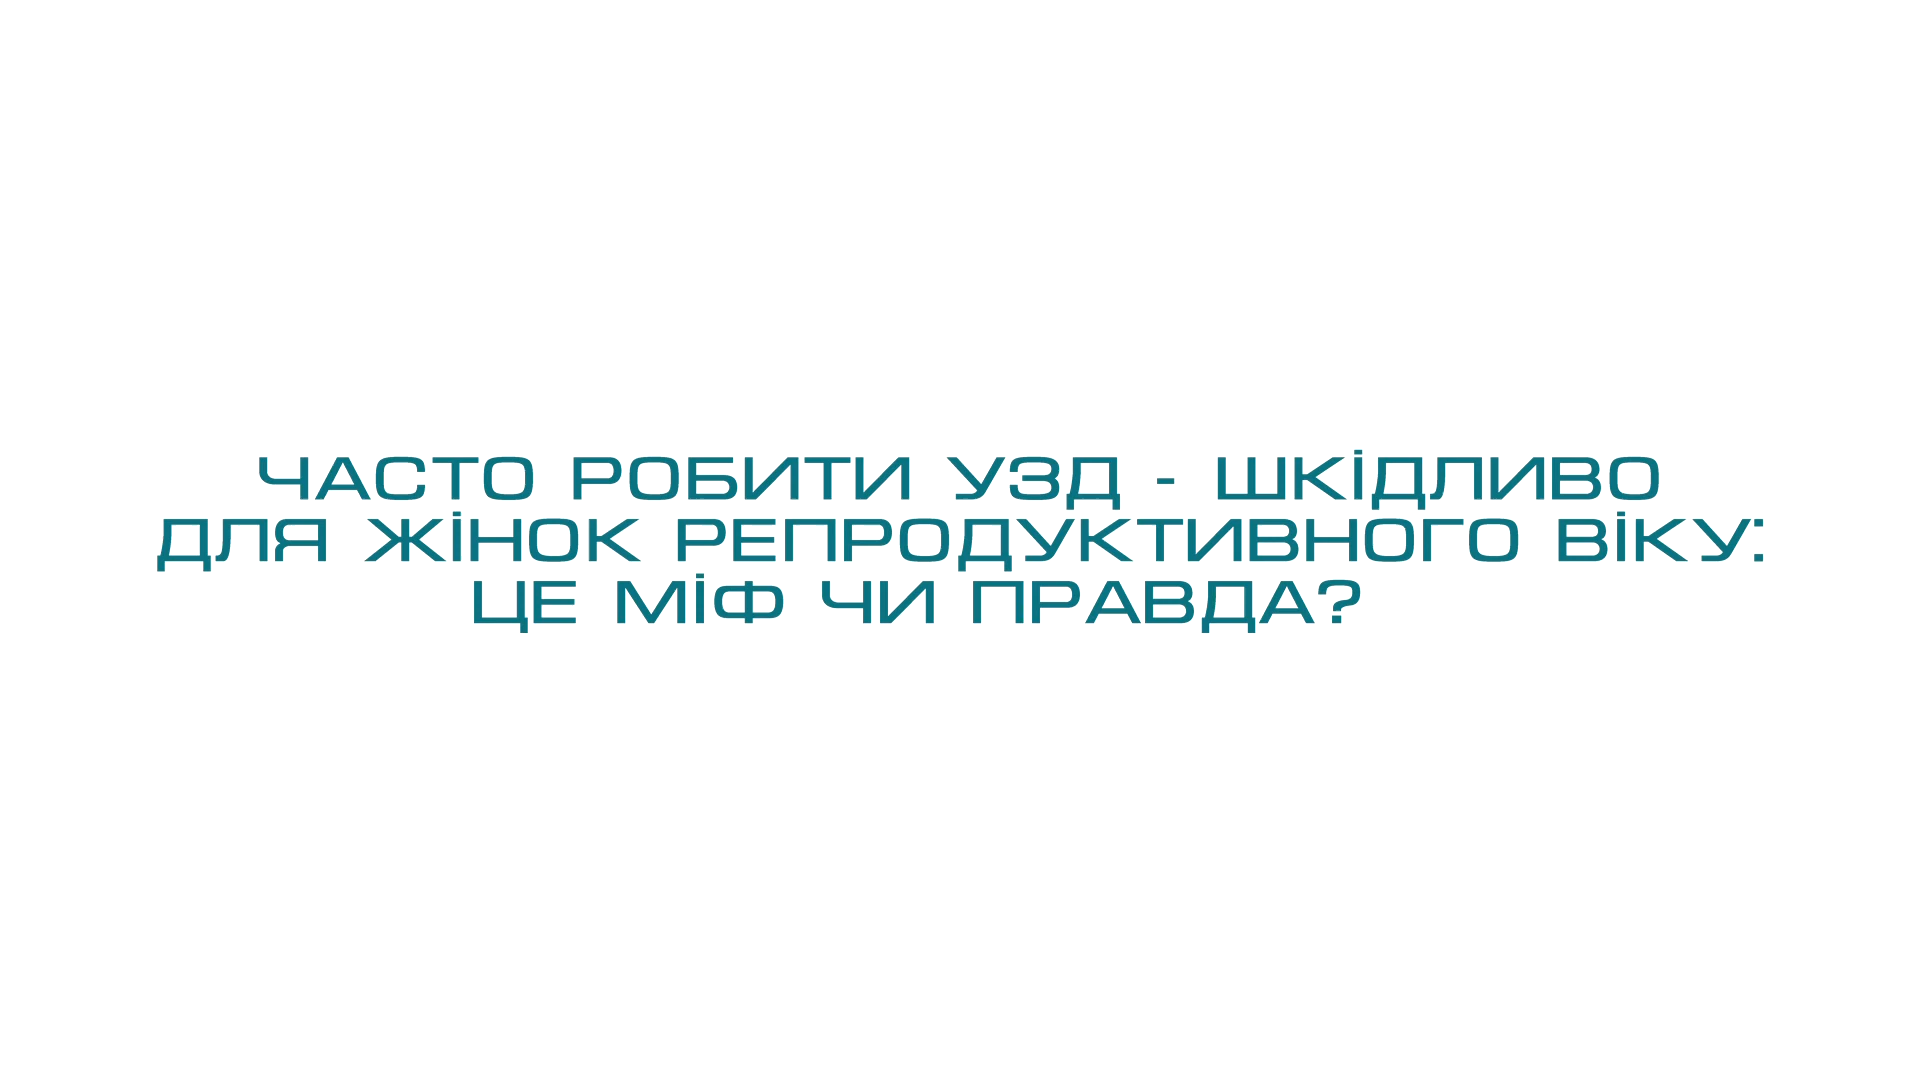 ЧАСТО РОБИТИ УЗД - ШКІДЛИВО
ДЛЯ ЖІНОК РЕПРОДУКТИВНОГО ВІКУ:
ЦЕ МІФ ЧИ ПРАВДА?